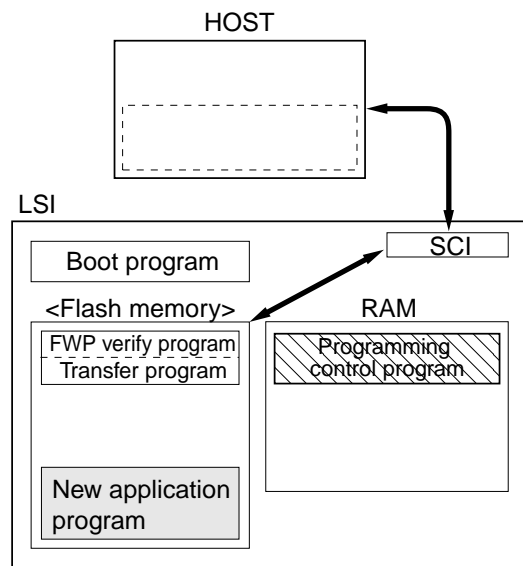 HOST
LSI
SCI
Boot program
<Flash memory>
RAM
FWP verify program
Transfer program
Programming
control program
New application
program